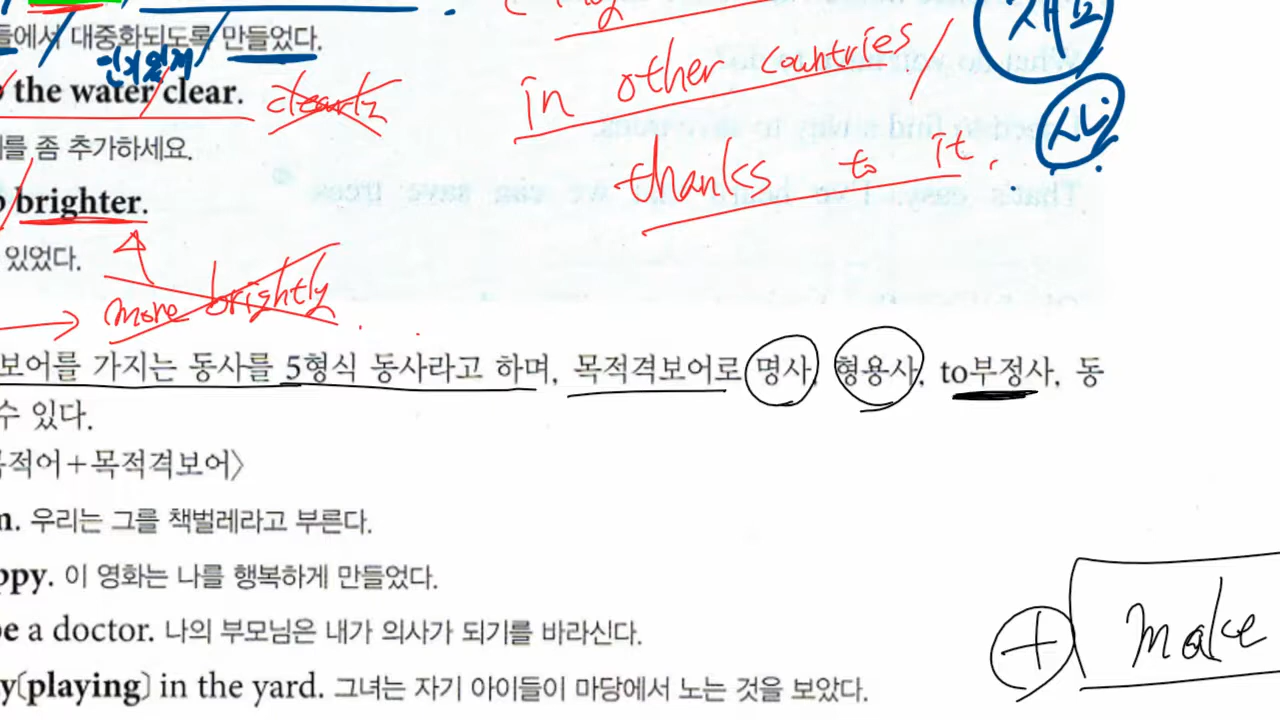 들에서 대중화되도록 만들었다.
the water clear.
clearly
in other countries /
를 좀 추가하세요.
thanks to it.
brighter.
있었다.
more brightly
보어를 가지는 동사를 5형식 동사라고 하며, 목적격보어로 명사, 형용사, to부정사, 동
수 있다.
목적어+목적격보어〉
m. 우리는 그를 책벌레라고 부른다.
ppy. 이 영화는 나를 행복하게 만들었다.
be a doctor. 나의 부모님은 내가 의사가 되기를 바라신다.
+ make
y[playing] in the yard. 그녀는 자기 아이들이 마당에서 노는 것을 보았다.